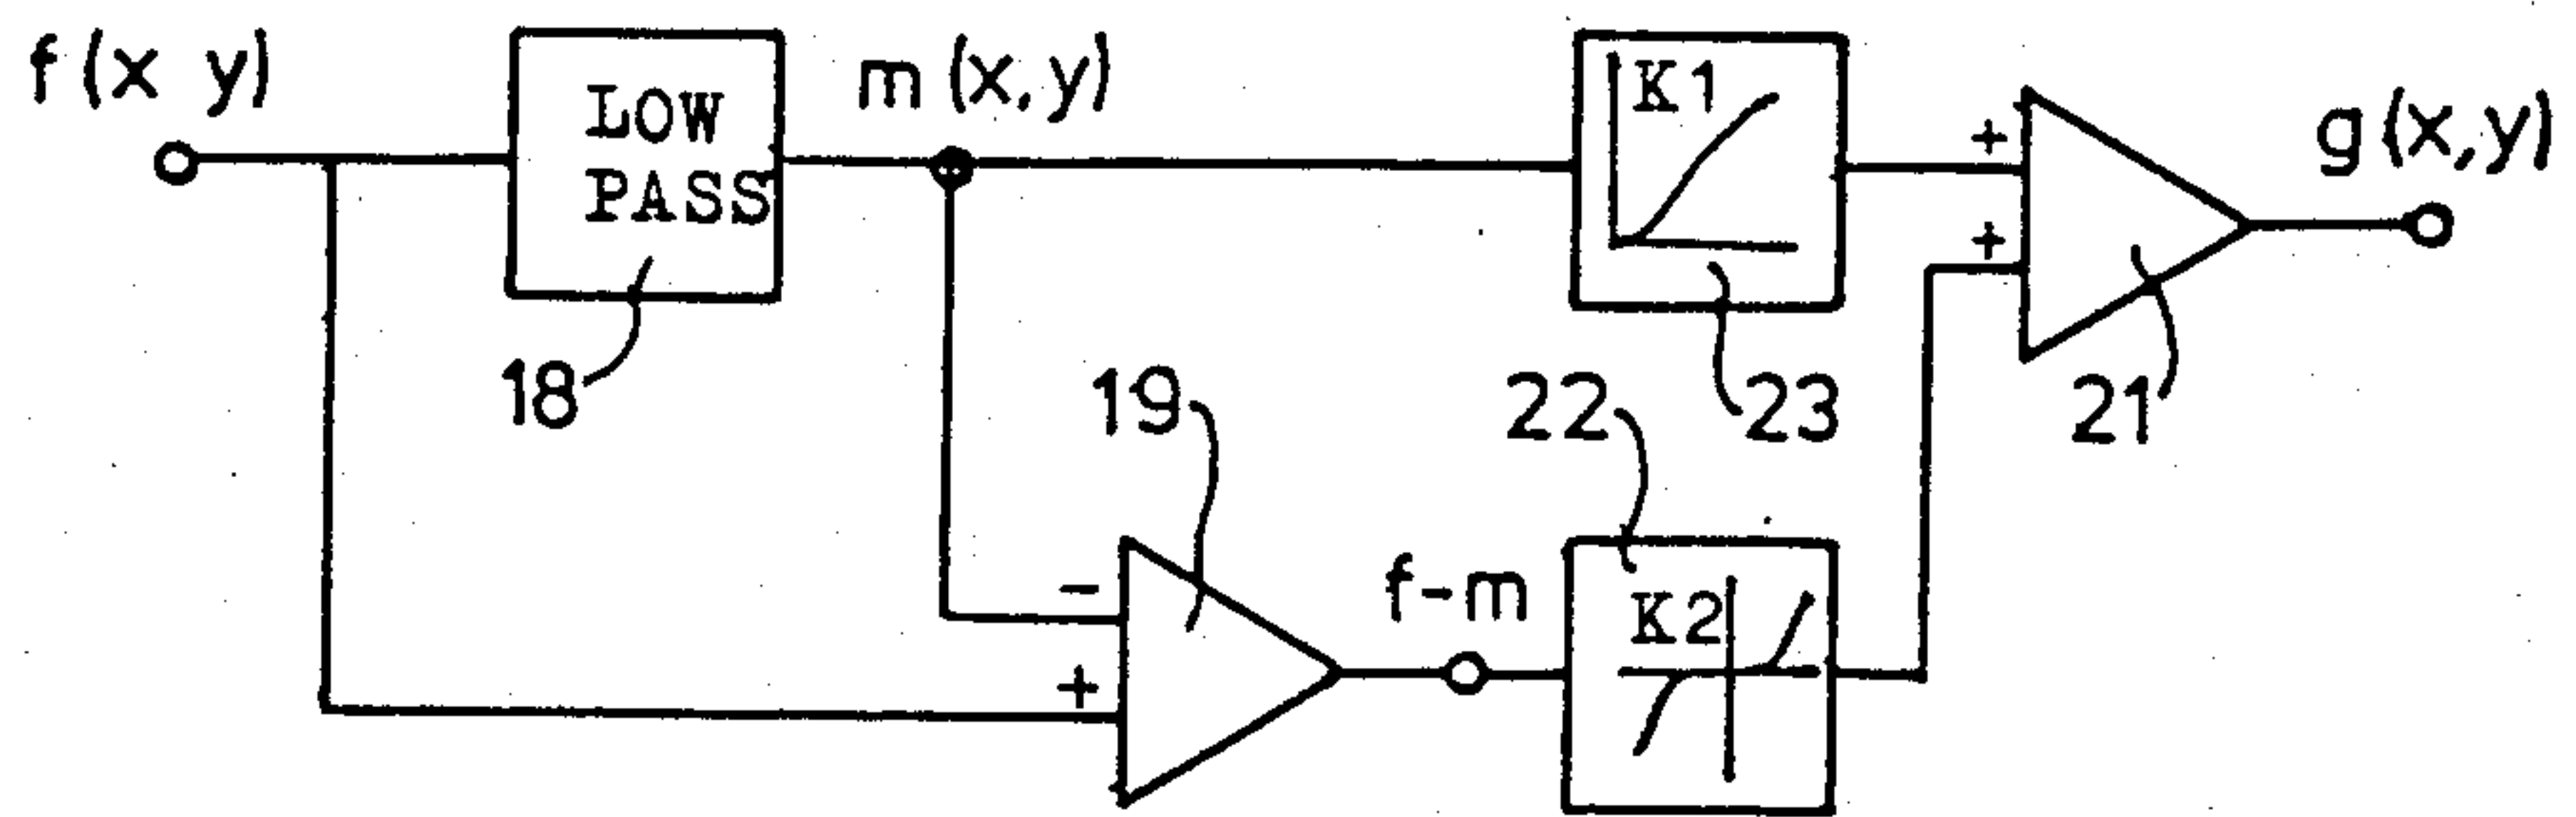 f(x y)
LOW
PASS
m(x,y)
K1
+
+
g(x,y)
18
19
22
23
21
-
+
f-m
K2